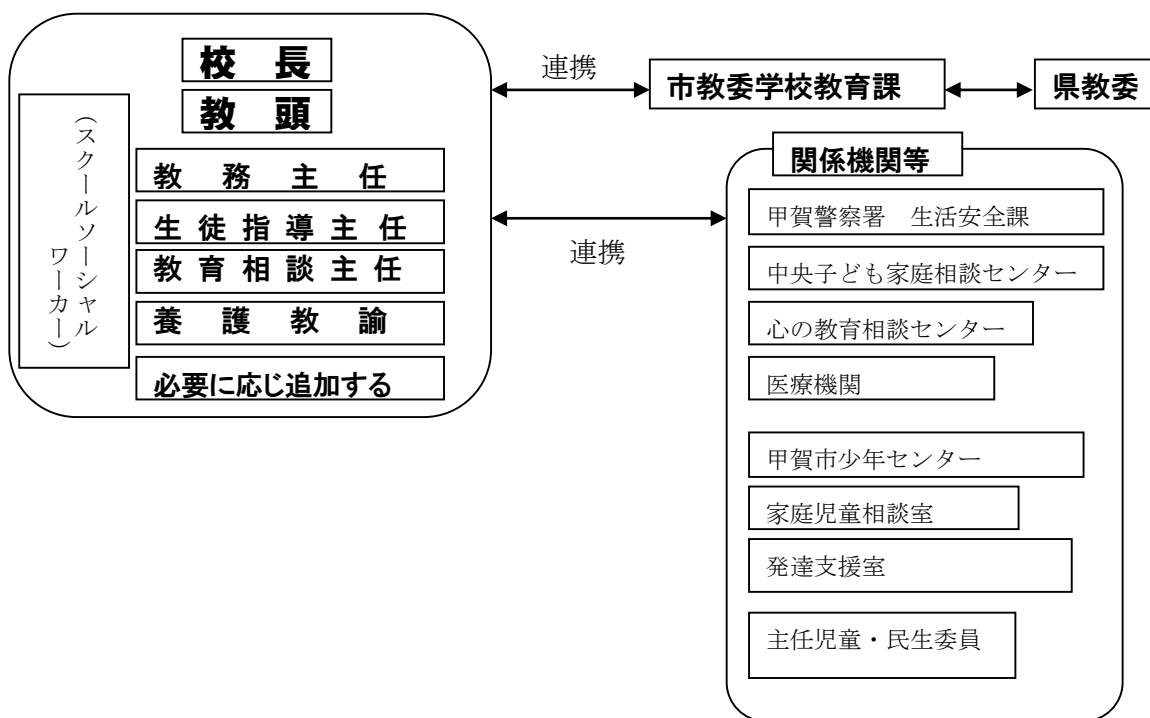 校長
教頭
(スクールソーシャル
ワーカー)
教務主任
生徒指導主任
教育相談主任
養護教諭
必要に応じ追加する
連携
市教委学校教育課
県教委
連携
関係機関等
甲賀警察署 生活安全課
中央子ども家庭相談センター
心の教育相談センター
医療機関
甲賀市少年センター
家庭児童相談室
発達支援室
主任児童・民生委員